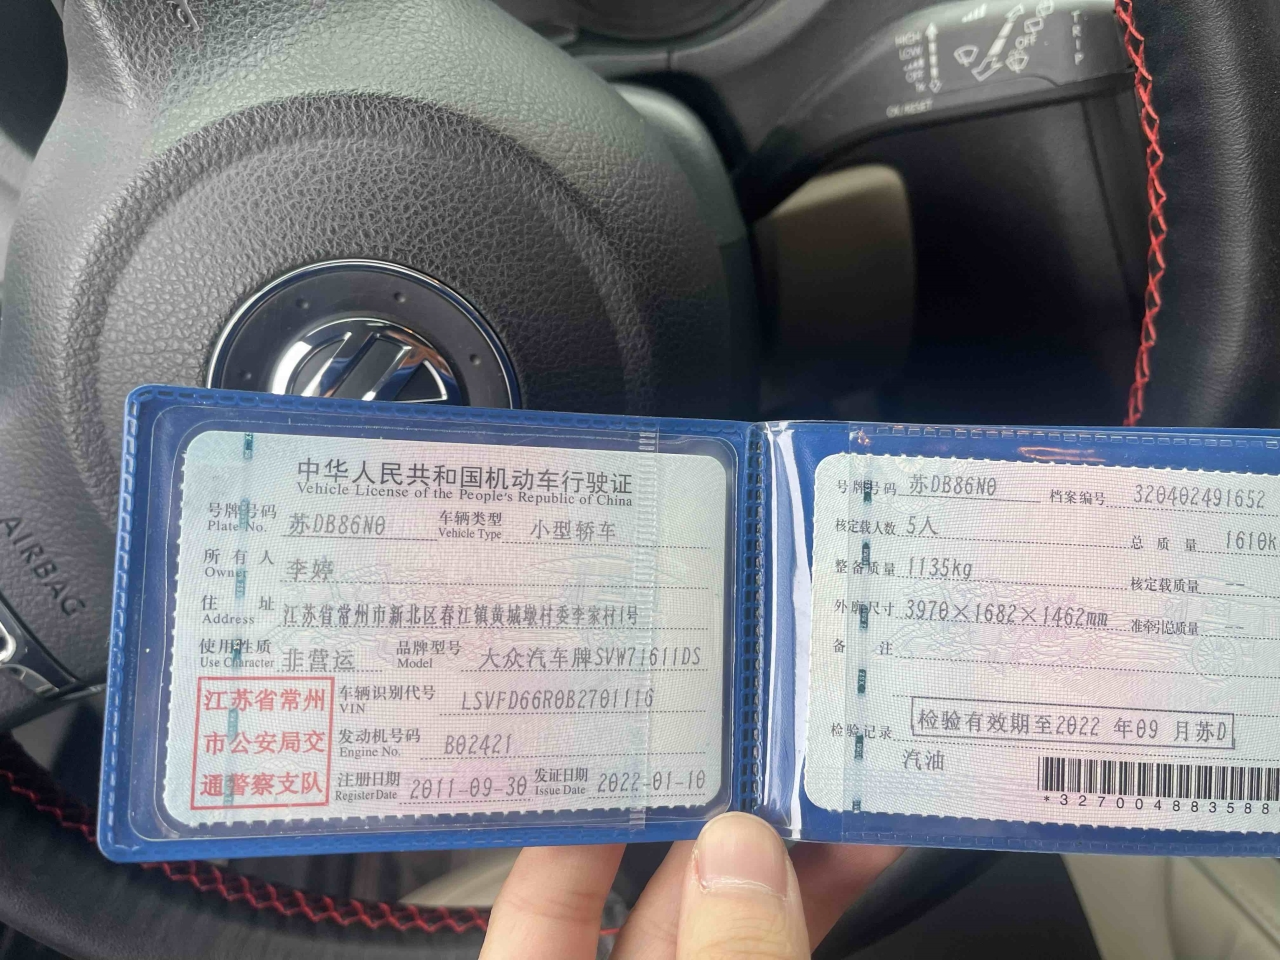 HIGH
LOW
OFF
1x
OK/RESET
OFF
TRIP
AIRBAG
中华人民共和国机动车行驶证
Vehicle License of the People's Republic of China
号牌号码 Plate No. 苏DB86N0 车辆类型 Vehicle Type 小型轿车
所有人 Owner 李婷
住址 Address 江苏省常州市新北区春江镇黄城墩村委李家村1号
使用性质 Use Character 非营运 品牌型号 Model 大众汽车牌SVW71611DS
江苏省常州
市公安局交
通警察支队
车辆识别代号 VIN LSVFD66R0B2701116
发动机号码 Engine No. B02421
注册日期 Register Date 2011-09-30 发证日期 Issue Date 2022-01-10
号牌号码 苏DB86N0 档案编号 320402491652
核定载人数 5人 总质量 1610k
整备质量 1135kg 核定载质量 --
外廓尺寸 3970×1682×1462mm 准牵引总质量 --
备注
检验记录 检验有效期至2022 年09 月苏D
汽油
*327004883588